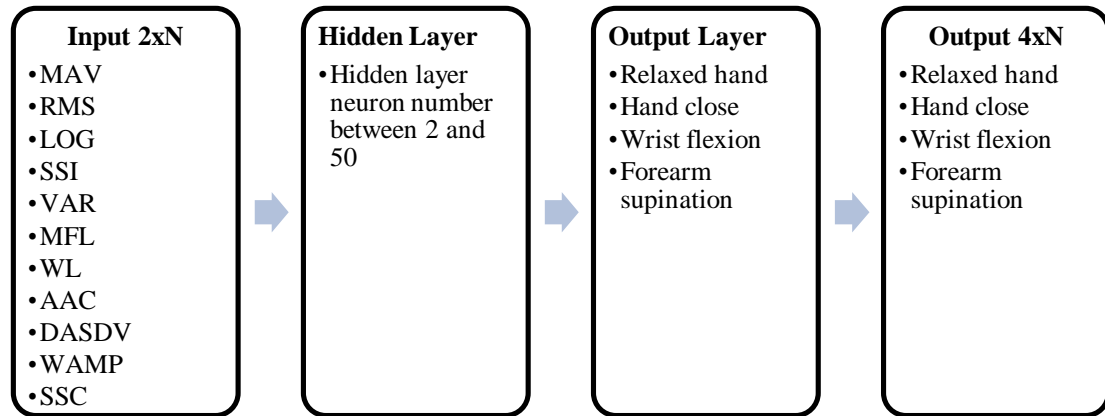 Input 2xN
•MAV
•RMS
•LOG
•SSI
•VAR
•MFL
•WL
•AAC
•DASDV
•WAMP
•SSC
Hidden Layer
•Hidden layer
neuron number
between 2 and
50
Output Layer
•Relaxed hand
•Hand close
•Wrist flexion
•Forearm
supination
Output 4xN
•Relaxed hand
•Hand close
•Wrist flexion
•Forearm
supination